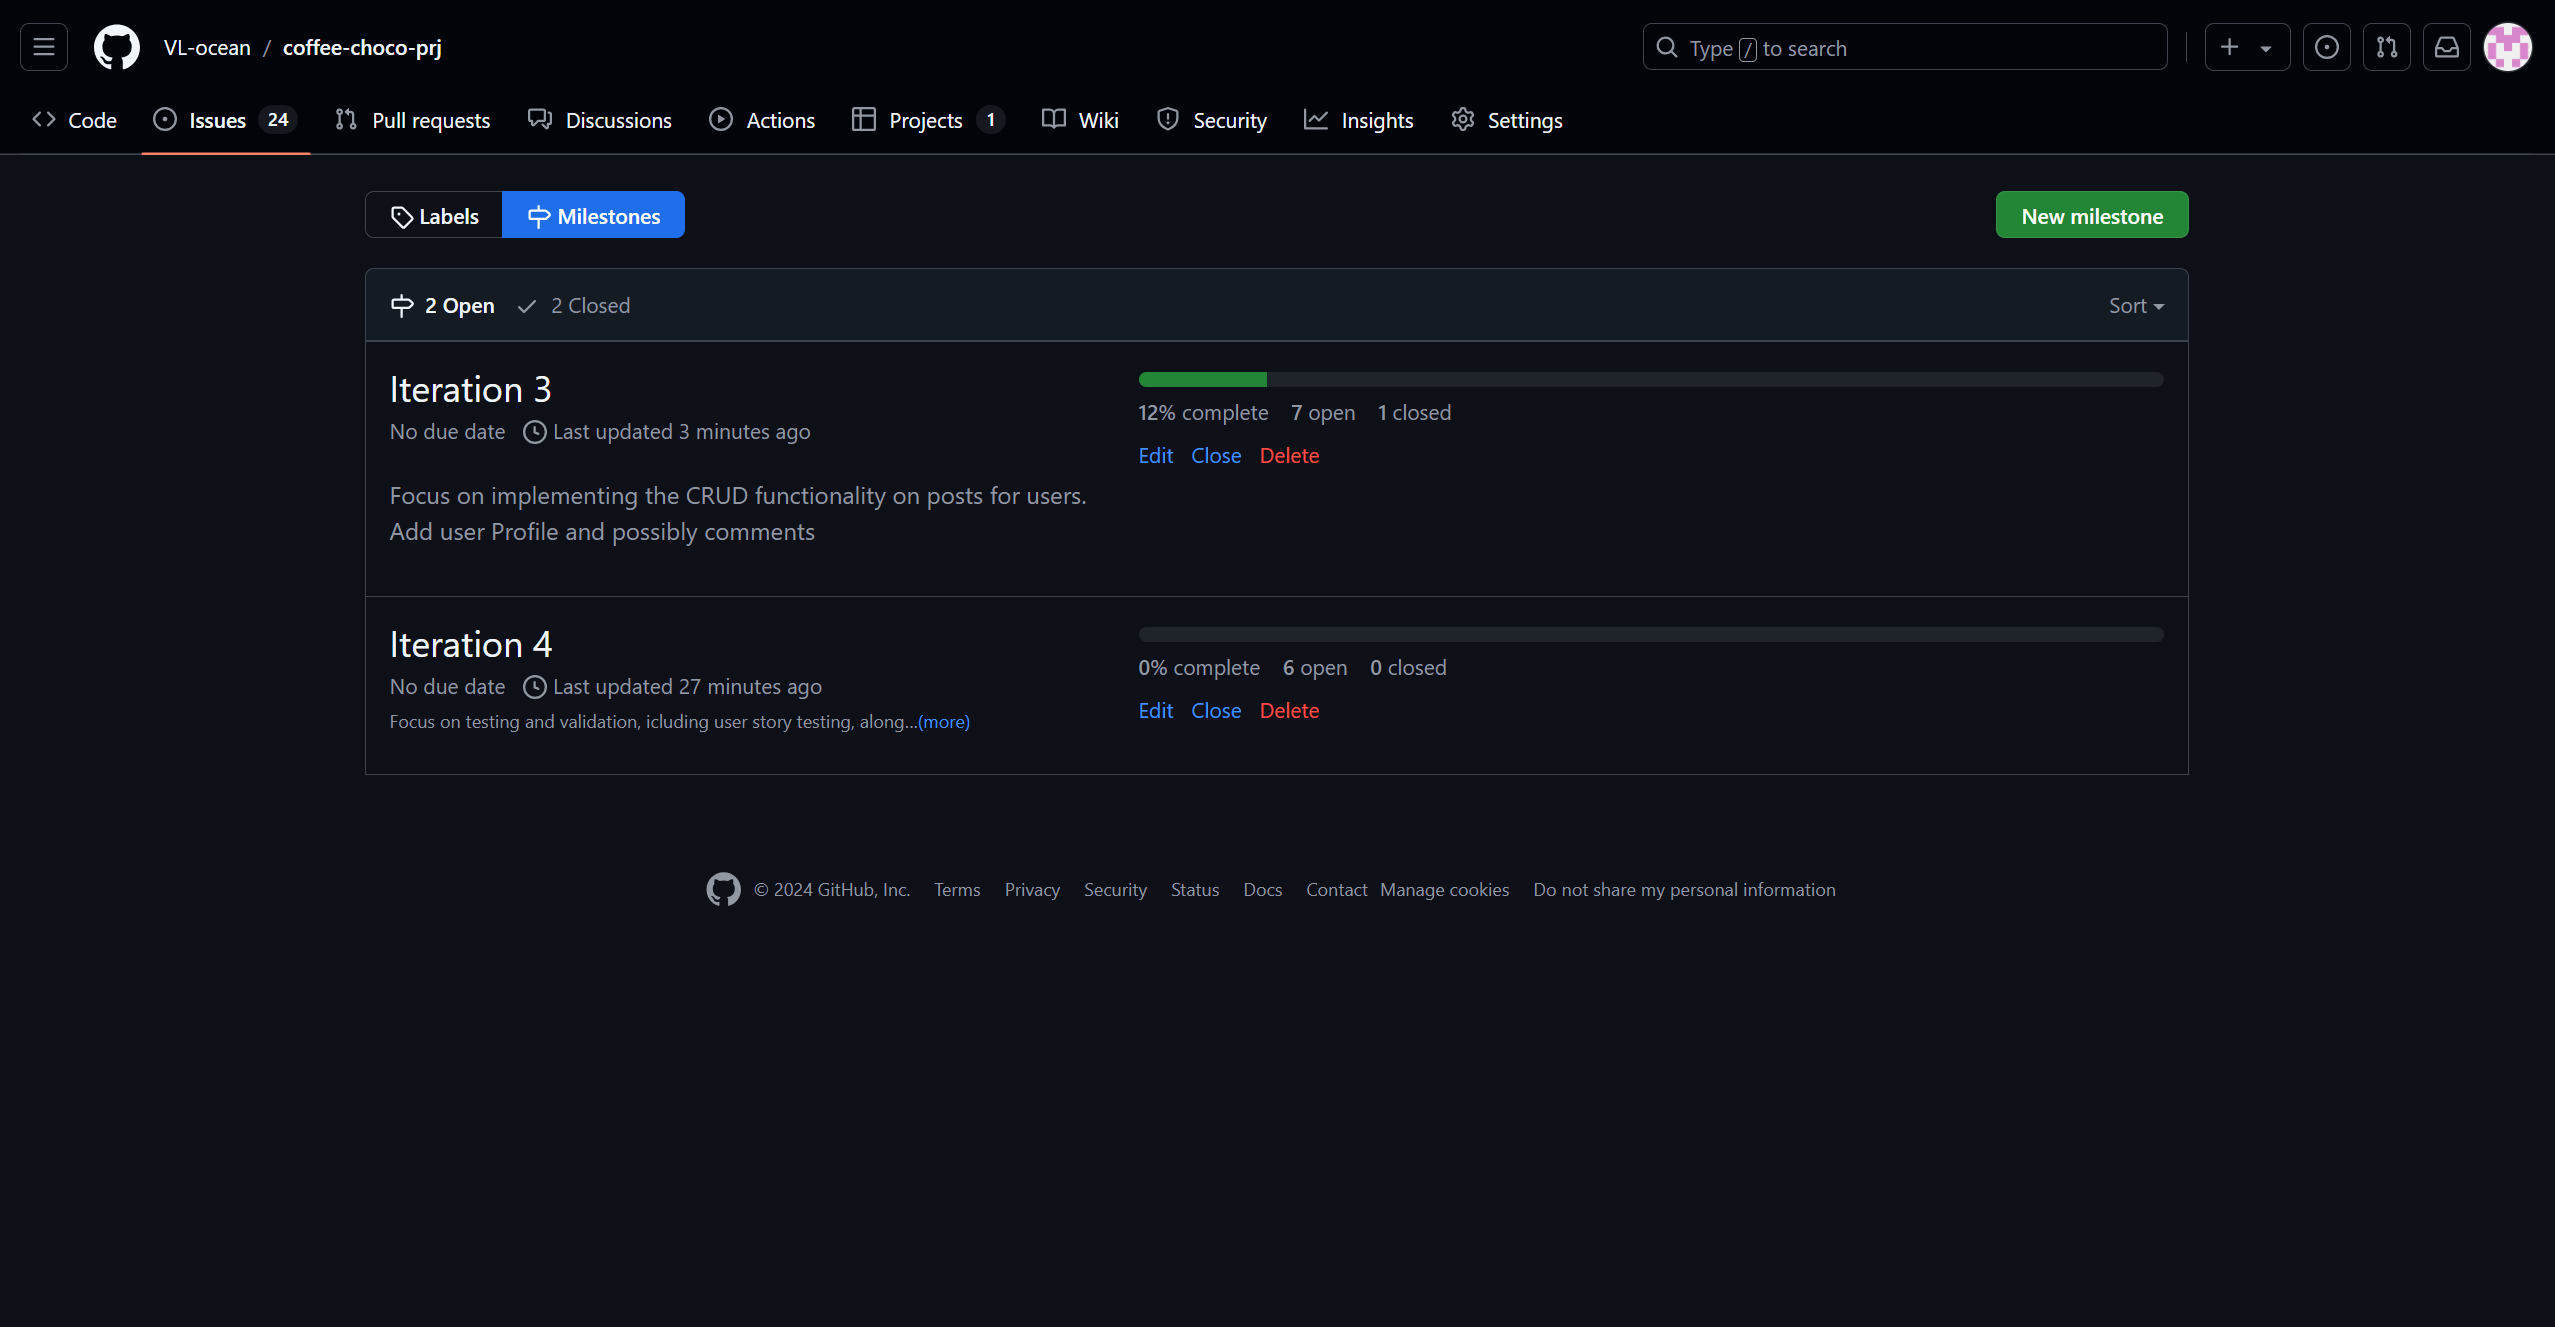 VL-ocean / coffee-choco-prj
Type / to search
Code
Issues 24
Pull requests
Discussions
Actions
Projects 1
Wiki
Security
Insights
Settings
Labels
Milestones
New milestone
2 Open
2 Closed
Sort
Iteration 3
No due date Last updated 3 minutes ago
Focus on implementing the CRUD functionality on posts for users.
Add user Profile and possibly comments
12% complete 7 open 1 closed
Edit Close Delete
Iteration 4
No due date Last updated 27 minutes ago
Focus on testing and validation, icluding user story testing, along...(more)
0% complete 6 open 0 closed
Edit Close Delete
© 2024 GitHub, Inc. Terms Privacy Security Status Docs Contact Manage cookies Do not share my personal information